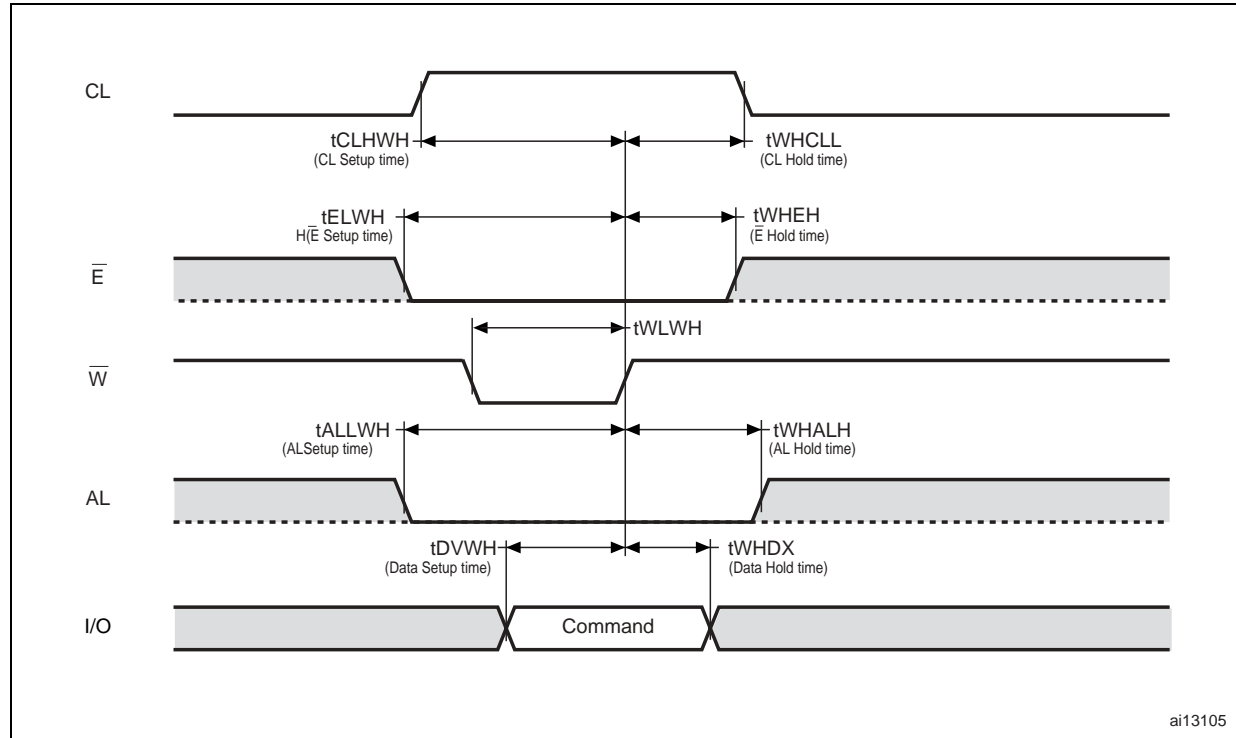 CL
tCLHWH
(CL Setup time)
tWHCLL
(CL Hold time)
tELWH
H(E̅ Setup time)
tWHEH
(E̅ Hold time)
E̅
tWLWH
W̅
tALLWH
(ALSetup time)
tWHALH
(AL Hold time)
AL
tDVWH
(Data Setup time)
tWHDX
(Data Hold time)
I/O
Command
ai13105